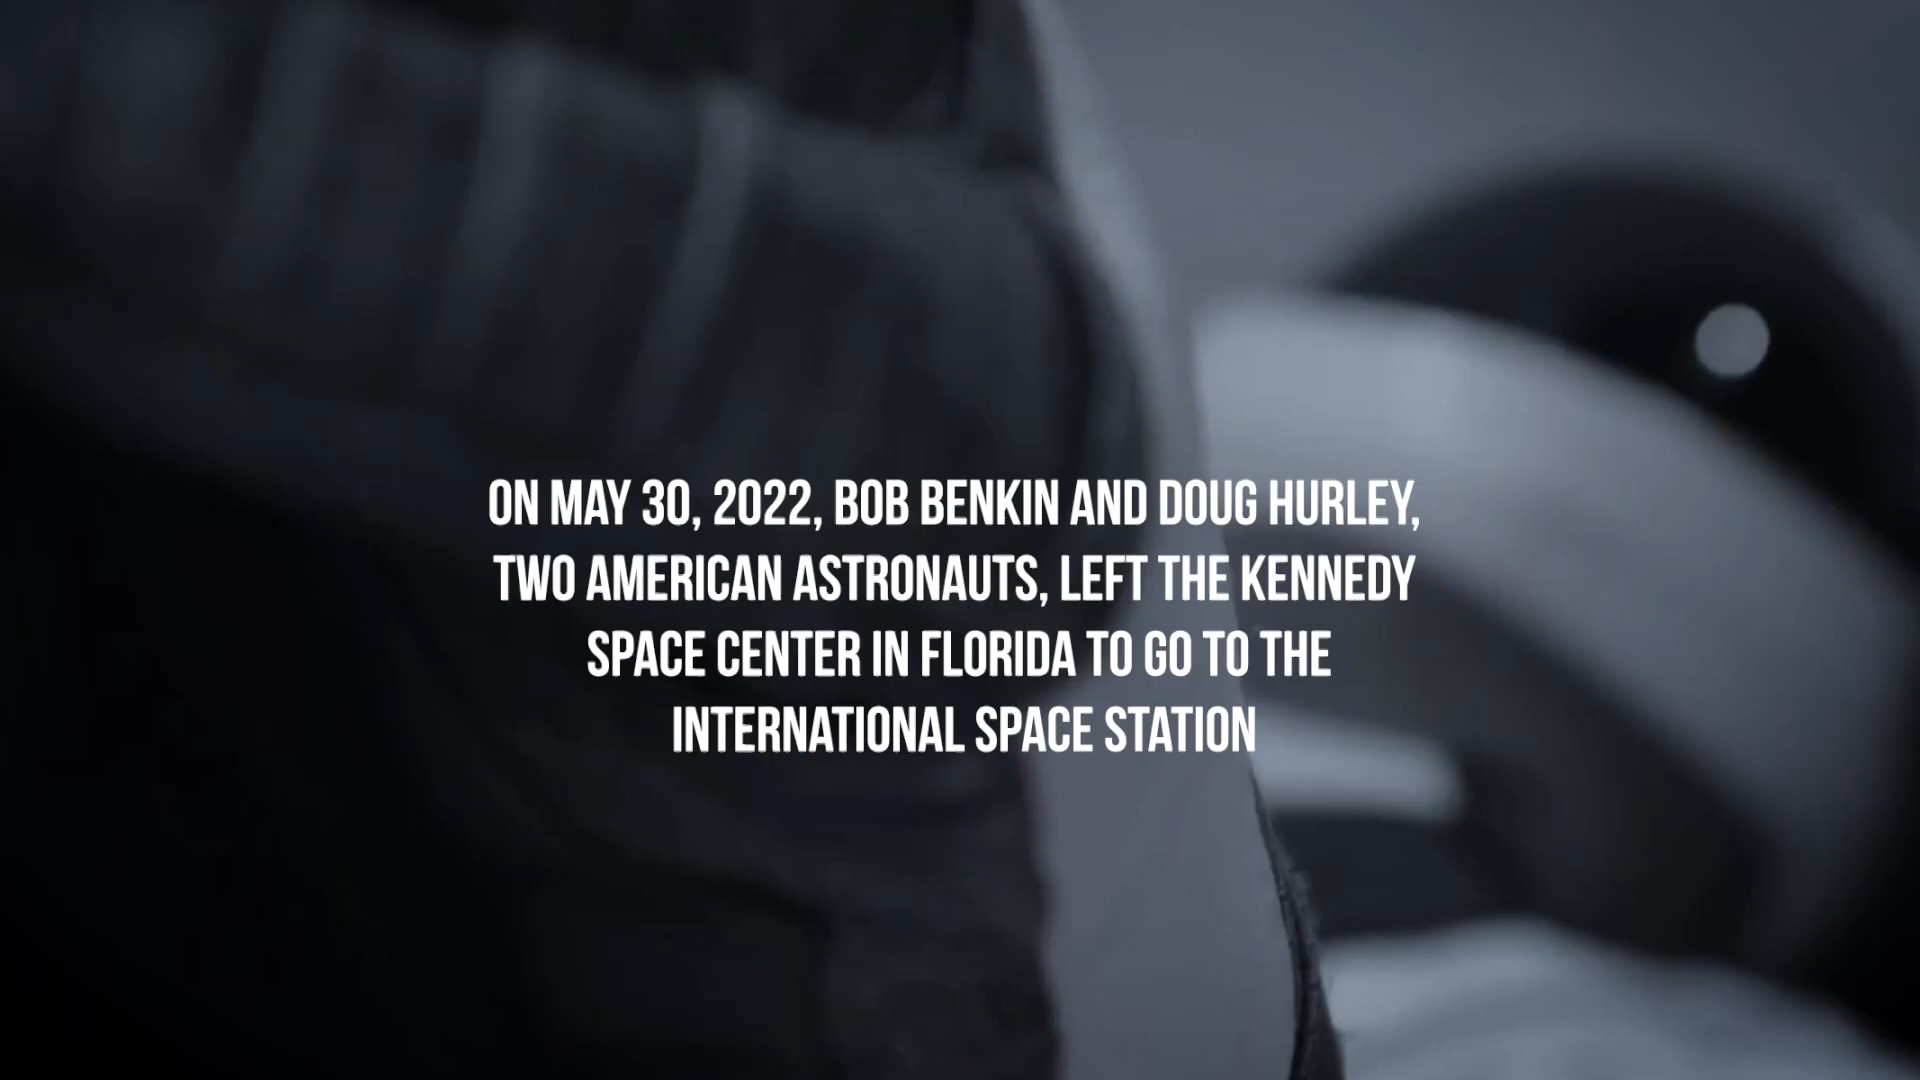 ON MAY 30, 2022, BOB BENKIN AND DOUG HURLEY,
TWO AMERICAN ASTRONAUTS, LEFT THE KENNEDY
SPACE CENTER IN FLORIDA TO GO TO THE
INTERNATIONAL SPACE STATION